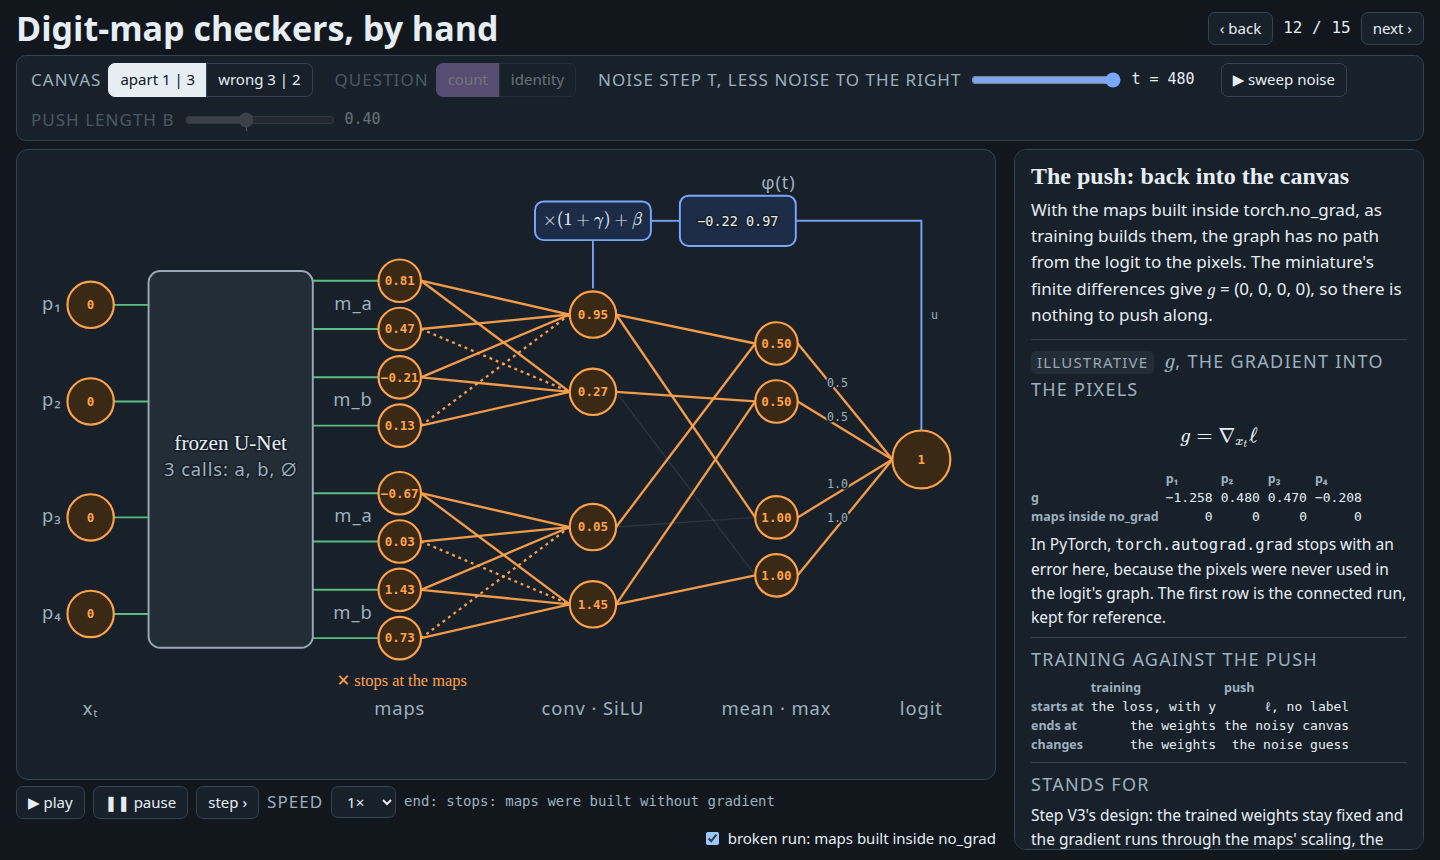 Digit-map checkers, by hand
‹ back 12 / 15 next ›
CANVAS apart 1 | 3 wrong 3 | 2 QUESTION count identity NOISE STEP T, LESS NOISE TO THE RIGHT t = 480 ▶ sweep noise
PUSH LENGTH B 0.40
φ(t)
×(1 + γ) + β −0.22 0.97
p₁ 0
p₂ 0
p₃ 0
p₄ 0
frozen U-Net
3 calls: a, b, ∅
m_a
m_b
m_a
m_b
0.81
0.47
−0.21
0.13
−0.67
0.03
1.43
0.73
0.95
0.27
0.05
1.45
0.50
0.50
1.00
1.00
0.5
0.5
1.0
1.0
u
1
✕ stops at the maps
xₜ maps conv · SiLU mean · max logit
▶ play ❚❚ pause step › SPEED 1× end: stops: maps were built without gradient
broken run: maps built inside no_grad
The push: back into the canvas
With the maps built inside torch.no_grad, as
training builds them, the graph has no path
from the logit to the pixels. The miniature's
finite differences give g = (0, 0, 0, 0), so there is
nothing to push along.
ILLUSTRATIVE g, THE GRADIENT INTO
THE PIXELS
g = ∇xₜℓ
p₁ p₂ p₃ p₄
g −1.258 0.480 0.470 −0.208
maps inside no_grad 0 0 0 0
In PyTorch, torch.autograd.grad stops with an
error here, because the pixels were never used in
the logit's graph. The first row is the connected run,
kept for reference.
TRAINING AGAINST THE PUSH
training push
starts at the loss, with y ℓ, no label
ends at the weights the noisy canvas
changes the weights the noise guess
STANDS FOR
Step V3's design: the trained weights stay fixed and
the gradient runs through the maps' scaling, the